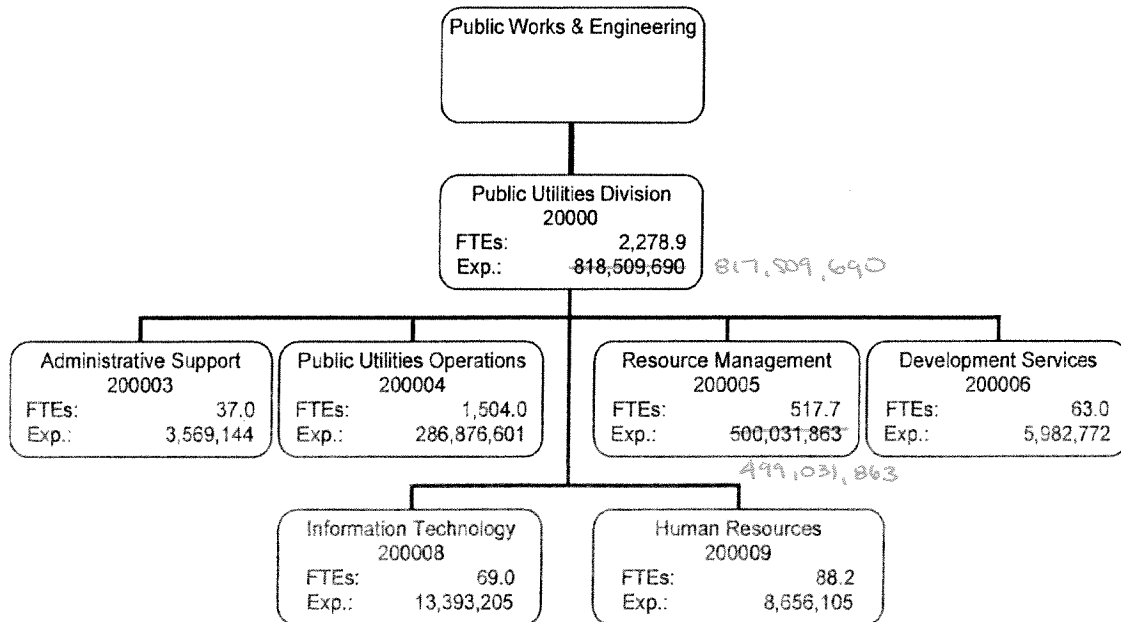 Public Works & Engineering
Public Utilities Division
20000
FTEs: 2,278.9
Exp.: 818,509,690 817,509,690
Administrative Support
200003
FTEs: 37.0
Exp.: 3,569,144
Public Utilities Operations
200004
FTEs: 1,504.0
Exp.: 286,876,601
Resource Management
200005
FTEs: 517.7
Exp.: 500,031,863
499,031,863
Development Services
200006
FTEs: 63.0
Exp.: 5,982,772
Information Technology
200008
FTEs: 69.0
Exp.: 13,393,205
Human Resources
200009
FTEs: 88.2
Exp.: 8,656,105